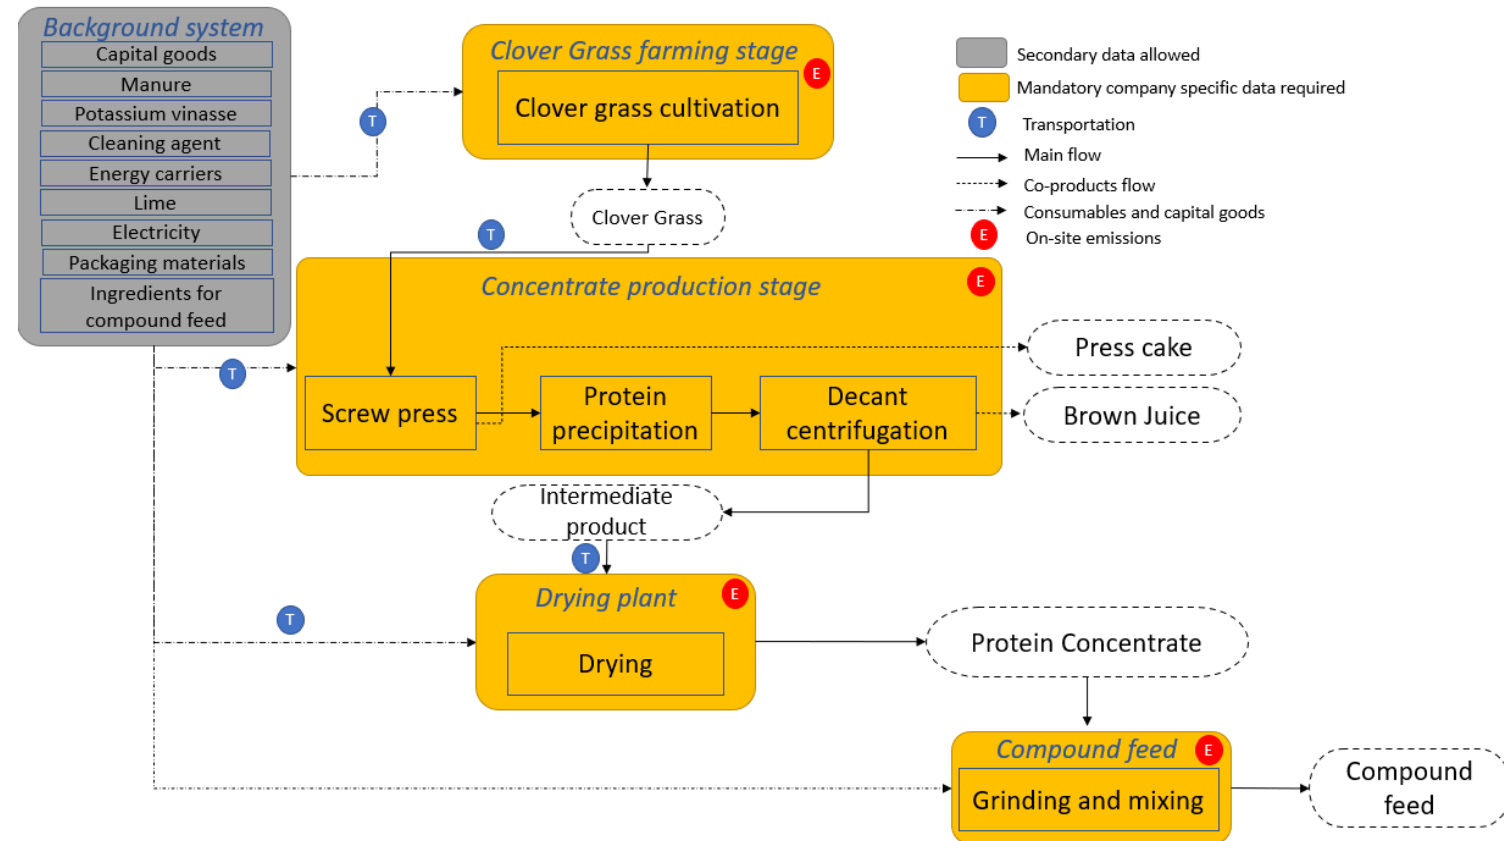 Background system
Capital goods
Manure
Potassium vinasse
Cleaning agent
Energy carriers
Lime
Electricity
Packaging materials
Ingredients for
compound feed
T
Clover Grass farming stage
E
Clover grass cultivation
Clover Grass
T
Secondary data allowed
Mandatory company specific data required
T
Transportation
Main flow
Co-products flow
Consumables and capital goods
E
On-site emissions
Concentrate production stage
E
T
Screw press
Protein
precipitation
Decant
centrifugation
Press cake
Brown Juice
Intermediate
product
T
Drying plant
E
T
Drying
Protein Concentrate
Compound feed
E
Grinding and mixing
Compound
feed